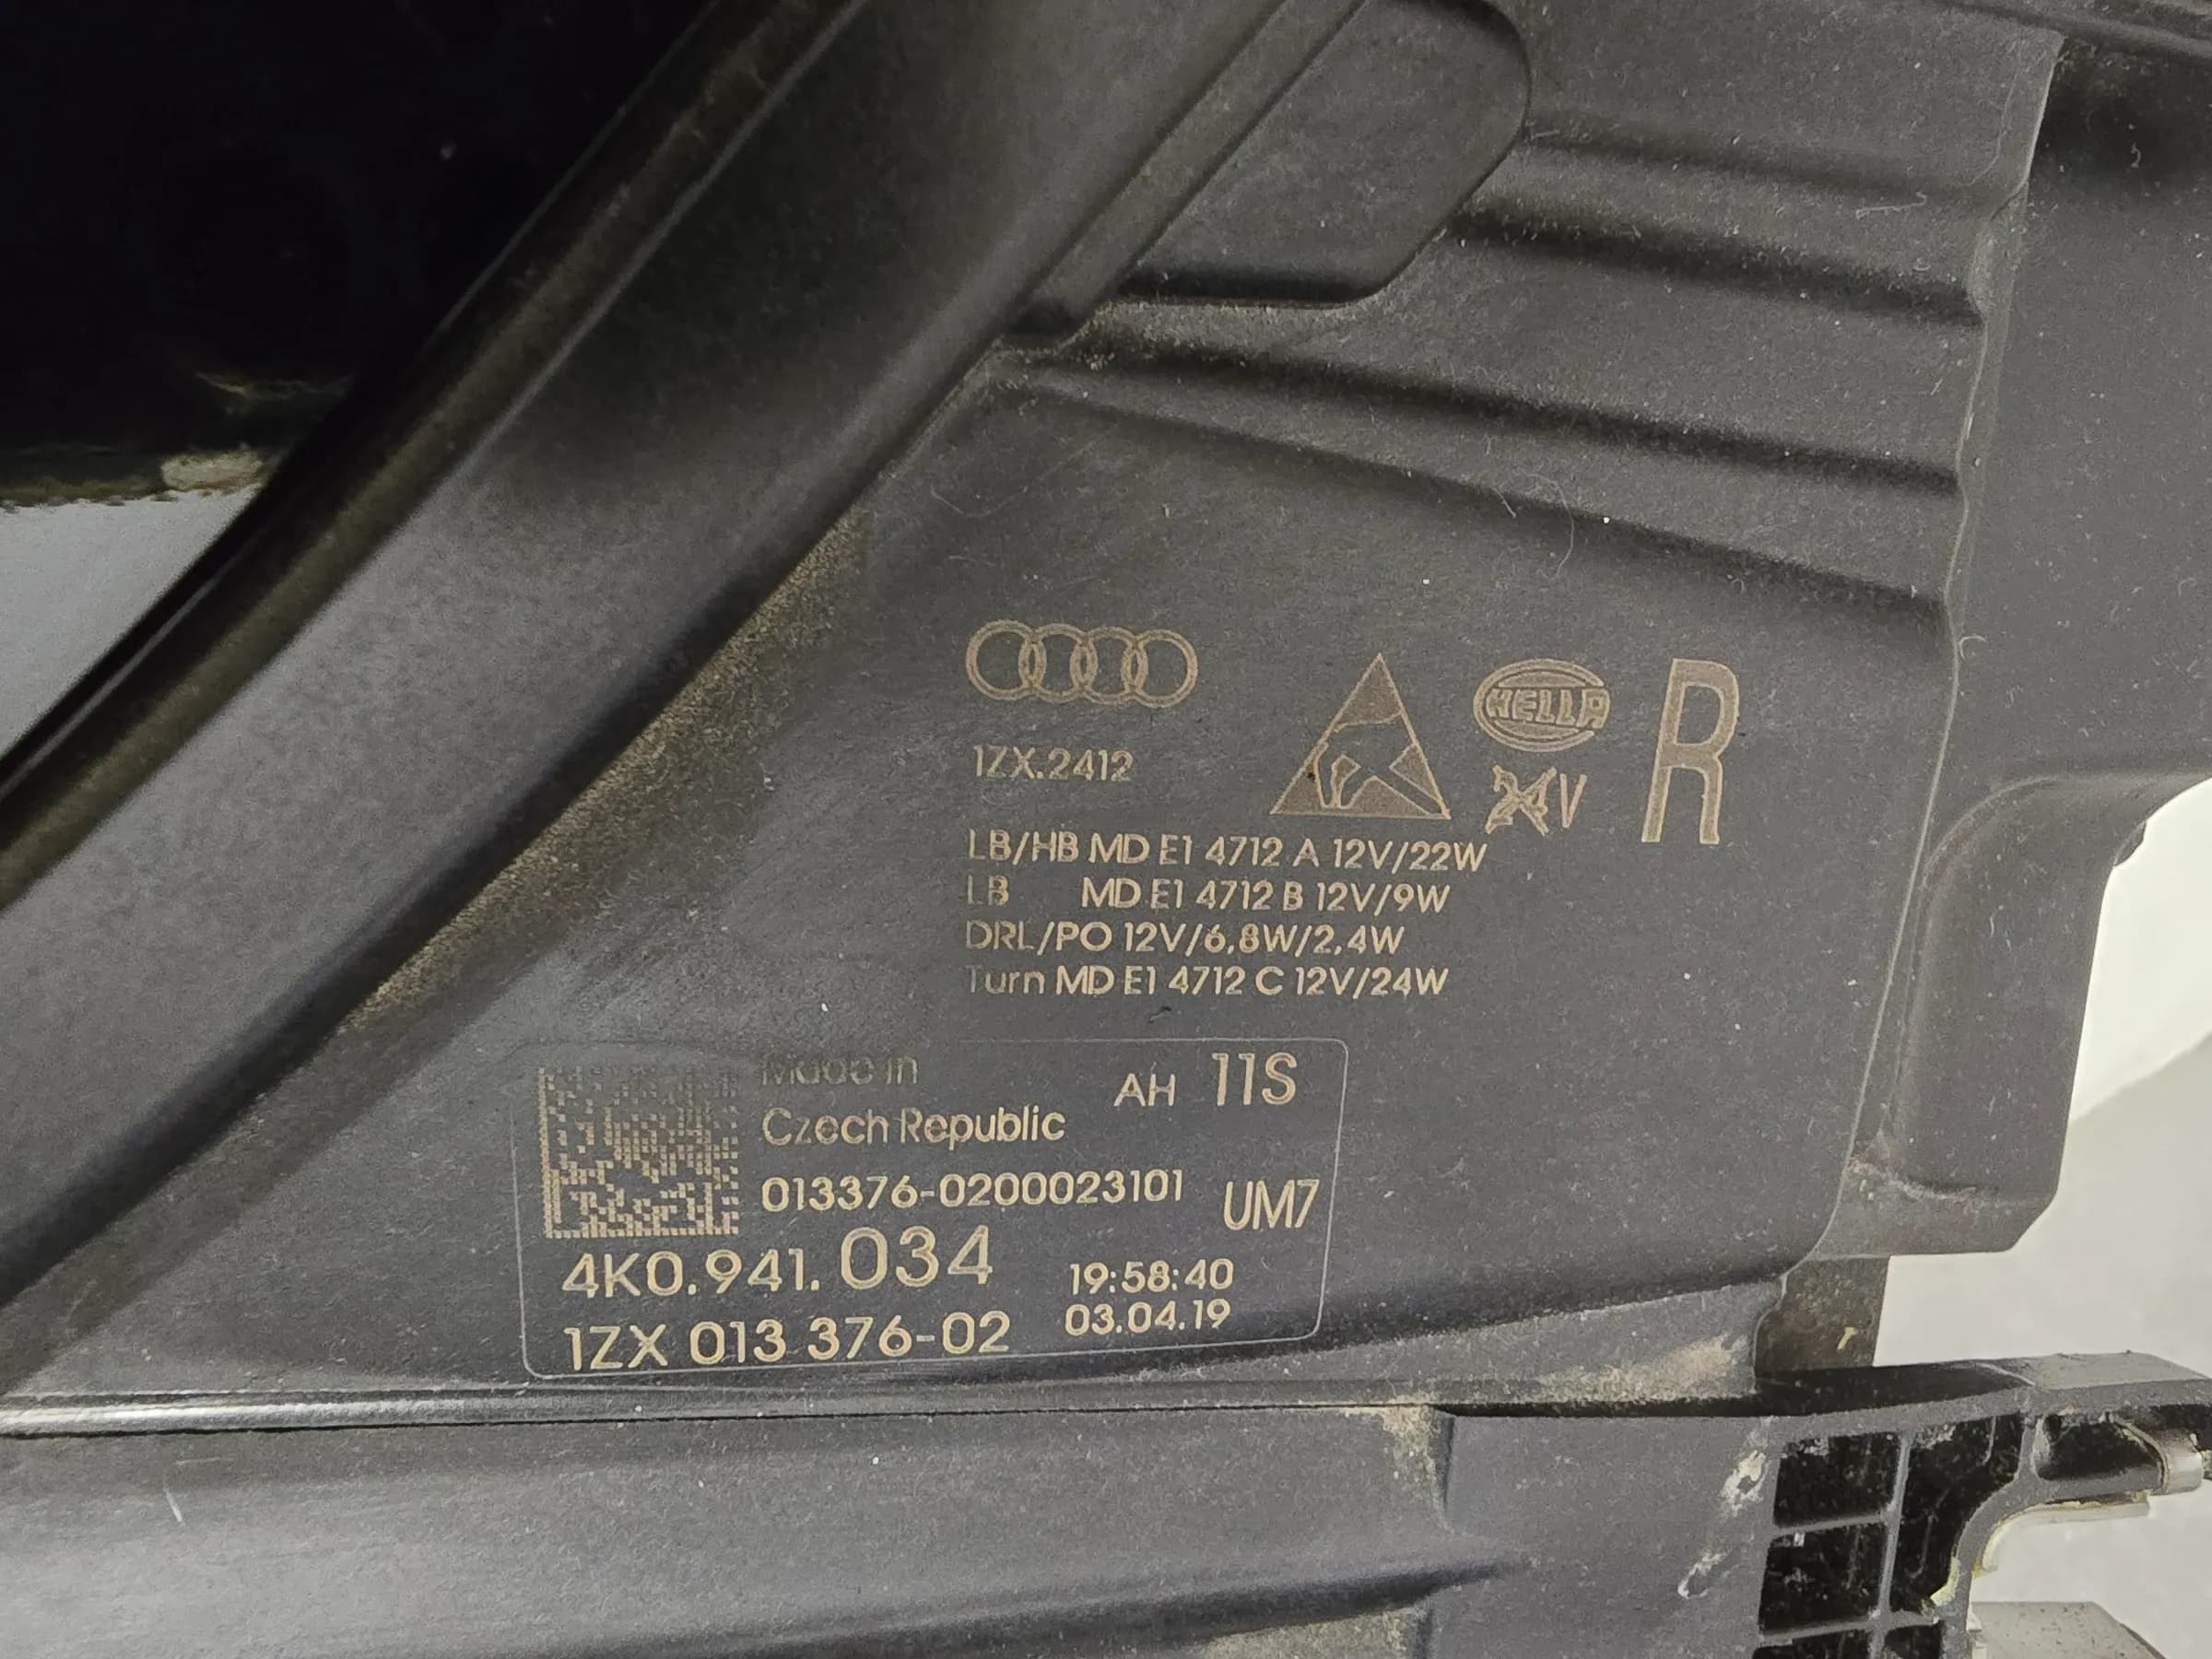 1ZX.2412
HELLA
24V
R
LB/HB MD E1 4712 A 12V/22W
LB MD E1 4712 B 12V/9W
DRL/PO 12V/6,8W/2,4W
Turn MD E1 4712 C 12V/24W
Made in
Czech Republic
AH 11S
013376-0200023101
UM7
4K0.941.034
19:58:40
1ZX 013 376-02
03.04.19